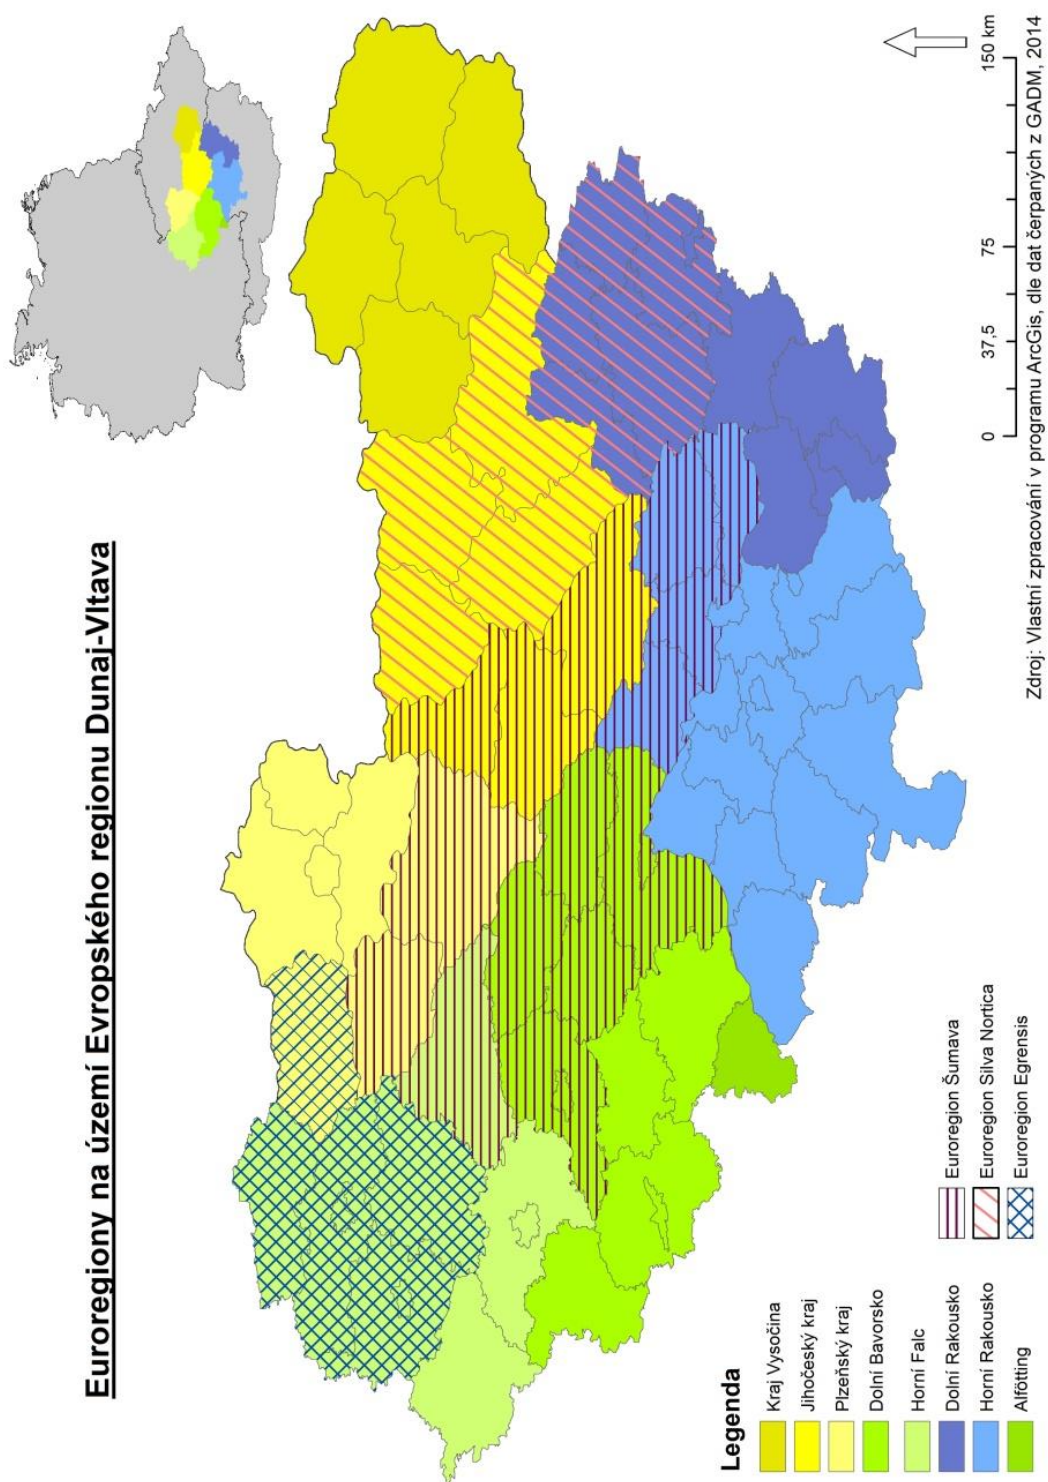 Euroregiony na území Evropského regionu Dunaj-Vltava
Legenda
Kraj Vysočina
Jihočeský kraj
Plzeňský kraj
Dolní Bavorsko
Horní Falc
Dolní Rakousko
Horní Rakousko
Alfötting
Euroregion Šumava
Euroregion Silva Nortica
Euroregion Egrensis
0 37,5 75 150 km
Zdroj: Vlastní zpracování v programu ArcGis, dle dat čerpaných z GADM, 2014